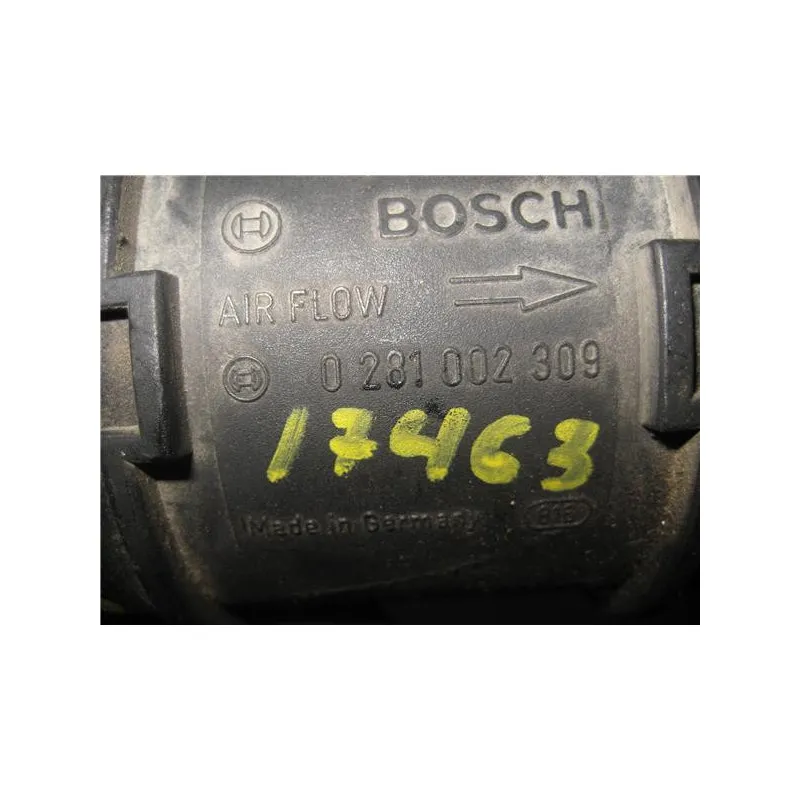 BOSCH
AIR FLOW
0 281 002 309
17463
Made in Germany